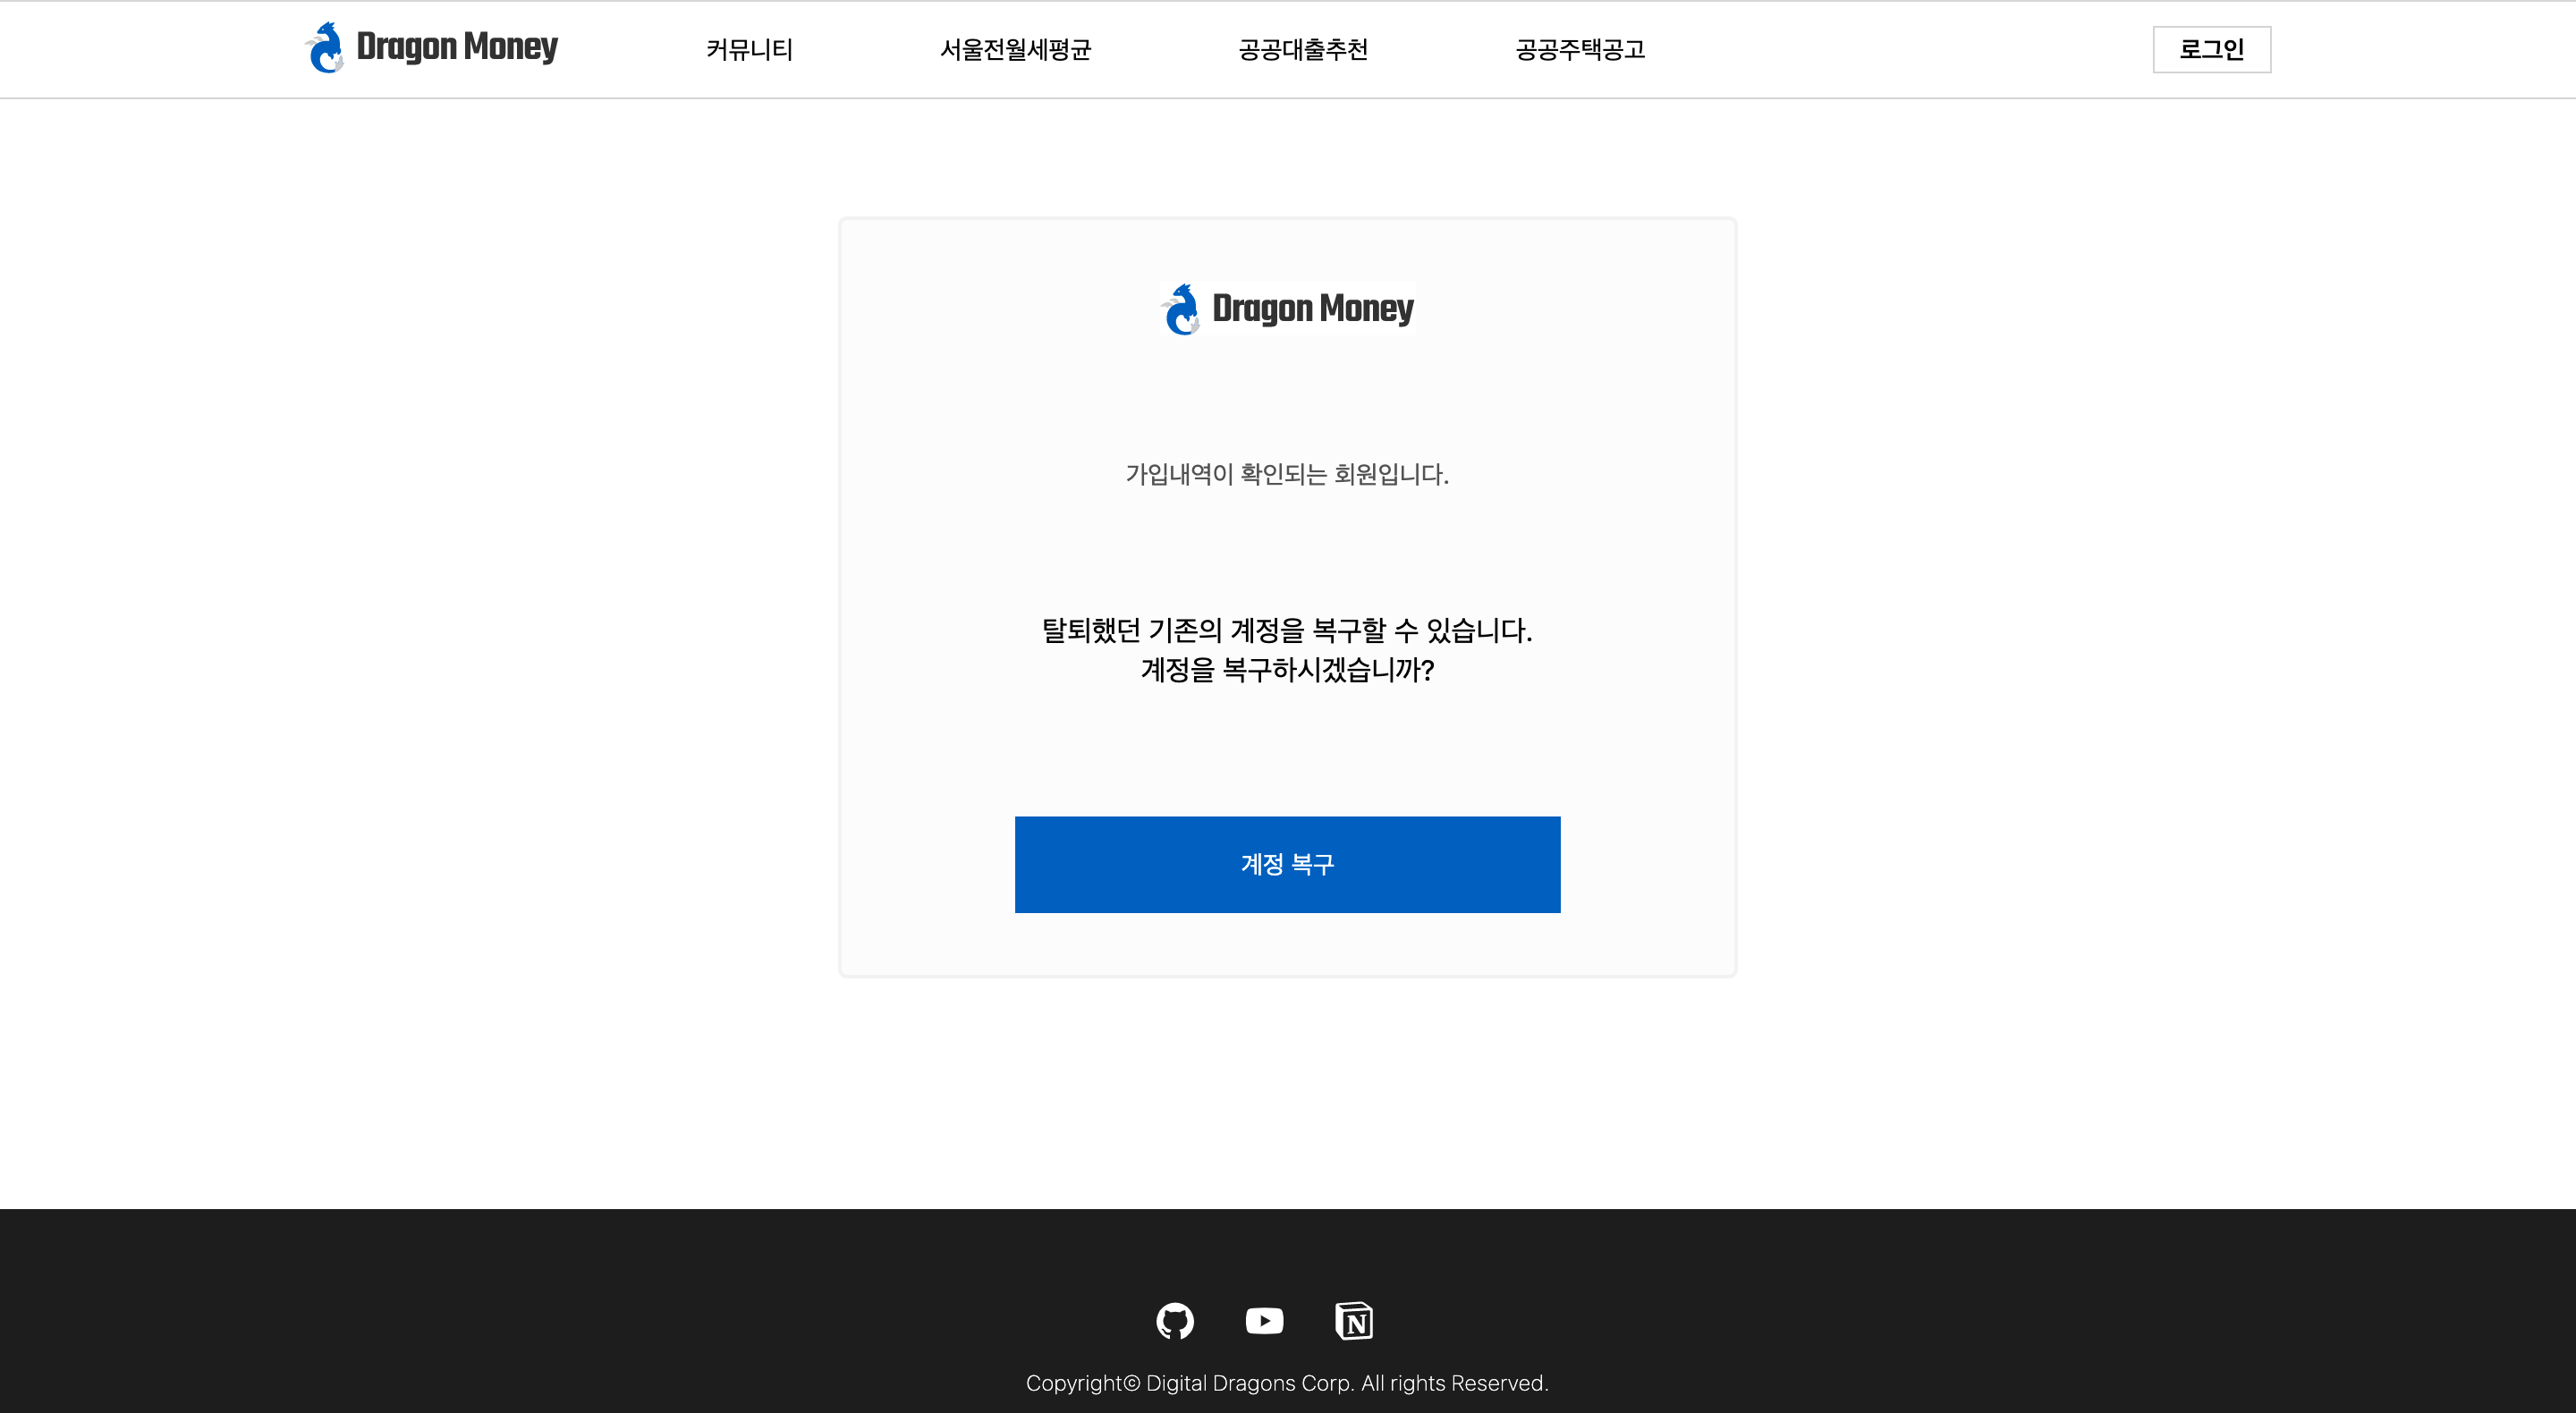 Dragon Money
커뮤니티
서울전월세평균
공공대출추천
공공주택공고
로그인
Dragon Money
가입내역이 확인되는 회원입니다.
탈퇴했던 기존의 계정을 복구할 수 있습니다.
계정을 복구하시겠습니까?
계정 복구
N
Copyright© Digital Dragons Corp. All rights Reserved.